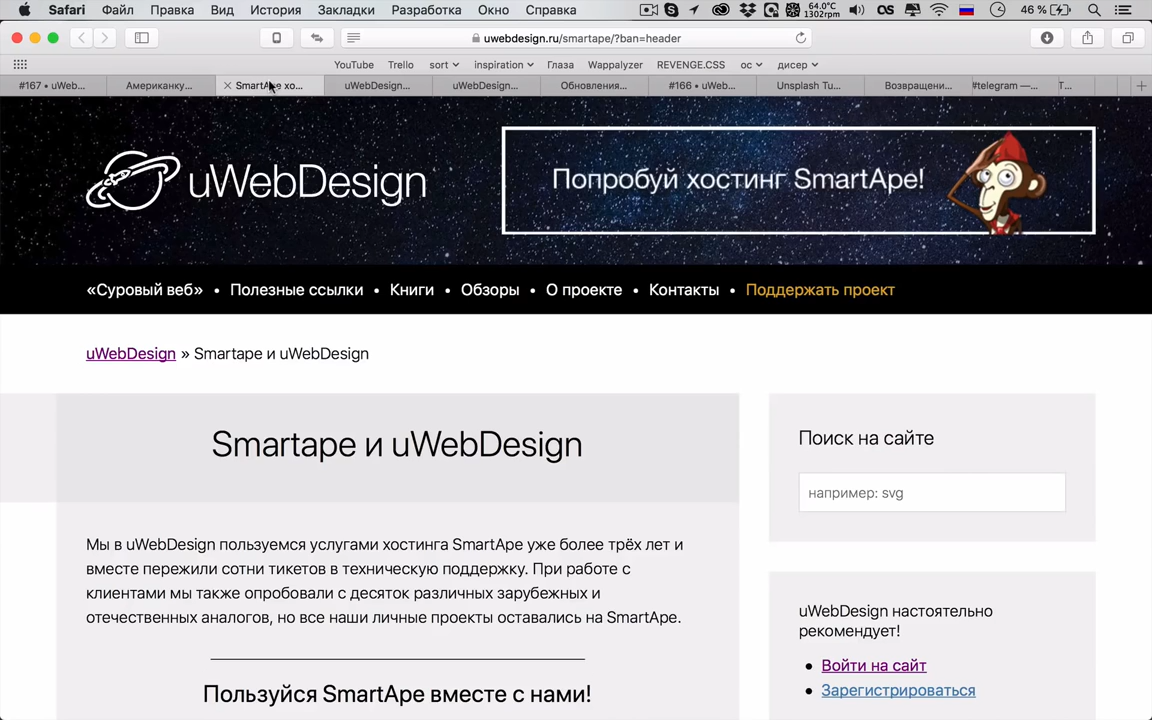 Safari Файл Правка Вид История Закладки Разработка Окно Справка 64.0°C 1302rpm 46 %
uwebdesign.ru/smartape/?ban=header
YouTube Trello sort inspiration Глаза Wappalyzer REVENGE.CSS ос дисер
#167 • uWeb... Американку... SmartApe хо... uWebDesign... uWebDesign... Обновления... #166 • uWeb... Unsplash Tu... Возвращени... #telegram —... Т...
uWebDesign
Попробуй хостинг SmartApe!
«Суровый веб» • Полезные ссылки • Книги • Обзоры • О проекте • Контакты • Поддержать проект
uWebDesign » Smartape и uWebDesign
Smartape и uWebDesign
Мы в uWebDesign пользуемся услугами хостинга SmartApe уже более трёх лет и
вместе пережили сотни тикетов в техническую поддержку. При работе с
клиентами мы также опробовали с десяток различных зарубежных и
отечественных аналогов, но все наши личные проекты оставались на SmartApe.
Пользуйся SmartApe вместе с нами!
Поиск на сайте
например: svg
uWebDesign настоятельно
рекомендует!
• Войти на сайт
• Зарегистрироваться